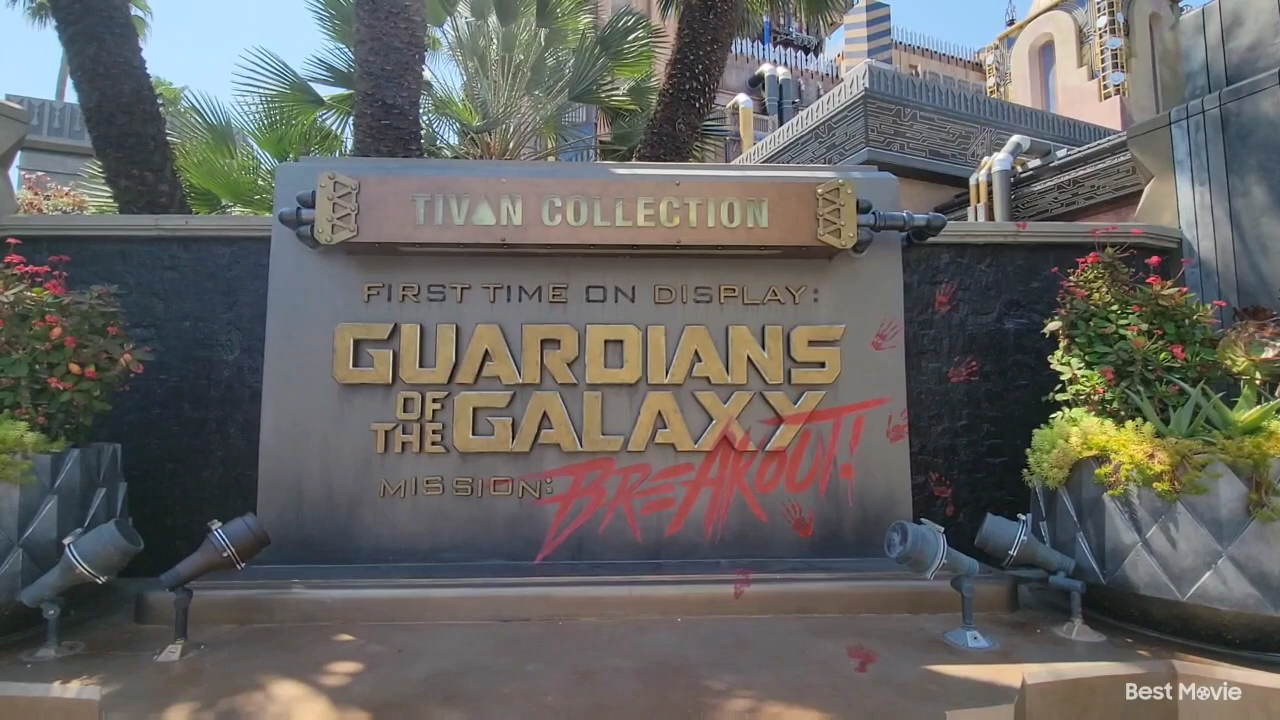 TIVAN COLLECTION
FIRST TIME ON DISPLAY:
GUARDIANS
OF THE GALAXY
MISSION: BREAKOUT!
Best Movie